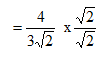 = 4/3√2 x √2/√2